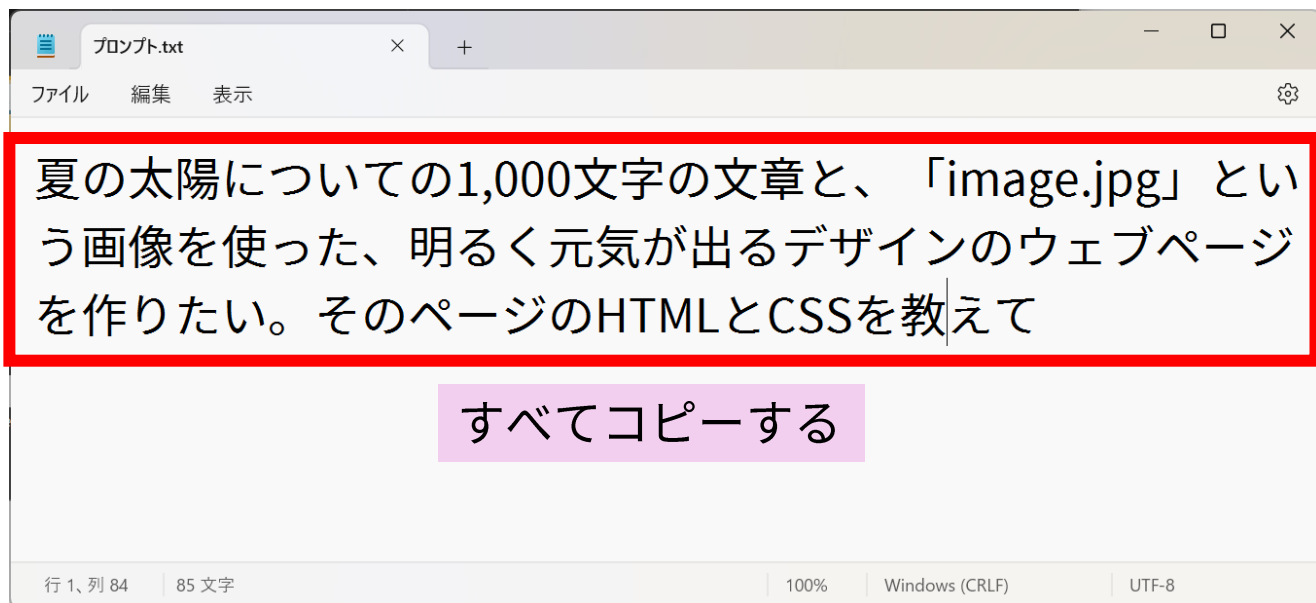 プロンプト.txt
ファイル 編集 表示
夏の太陽についての1,000文字の文章と、「image.jpg」とい
う画像を使った、明るく元気が出るデザインのウェブページ
を作りたい。そのページのHTMLとCSSを教えて
すべてコピーする
行 1、列 84 85 文字 100% Windows (CRLF) UTF-8